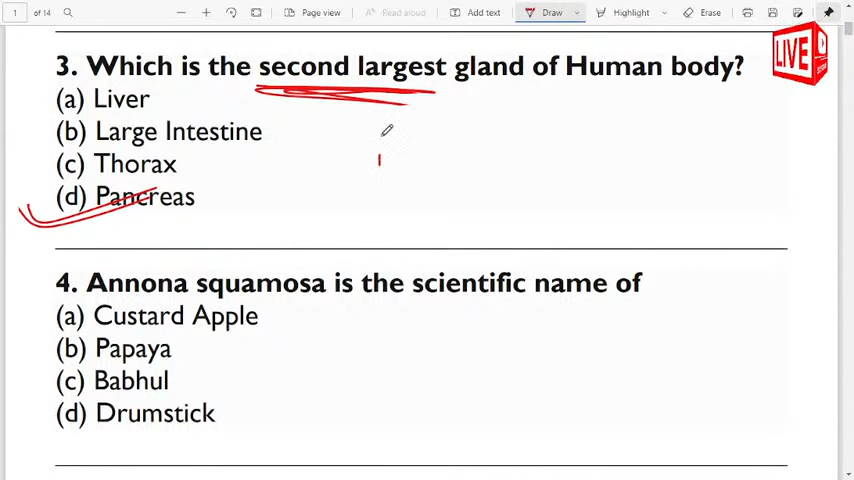 1 of 14 Page view Read aloud Add text Draw Highlight Erase
LIVE
3. Which is the second largest gland of Human body?
(a) Liver
(b) Large Intestine
(c) Thorax
(d) Pancreas
4. Annona squamosa is the scientific name of
(a) Custard Apple
(b) Papaya
(c) Babhul
(d) Drumstick